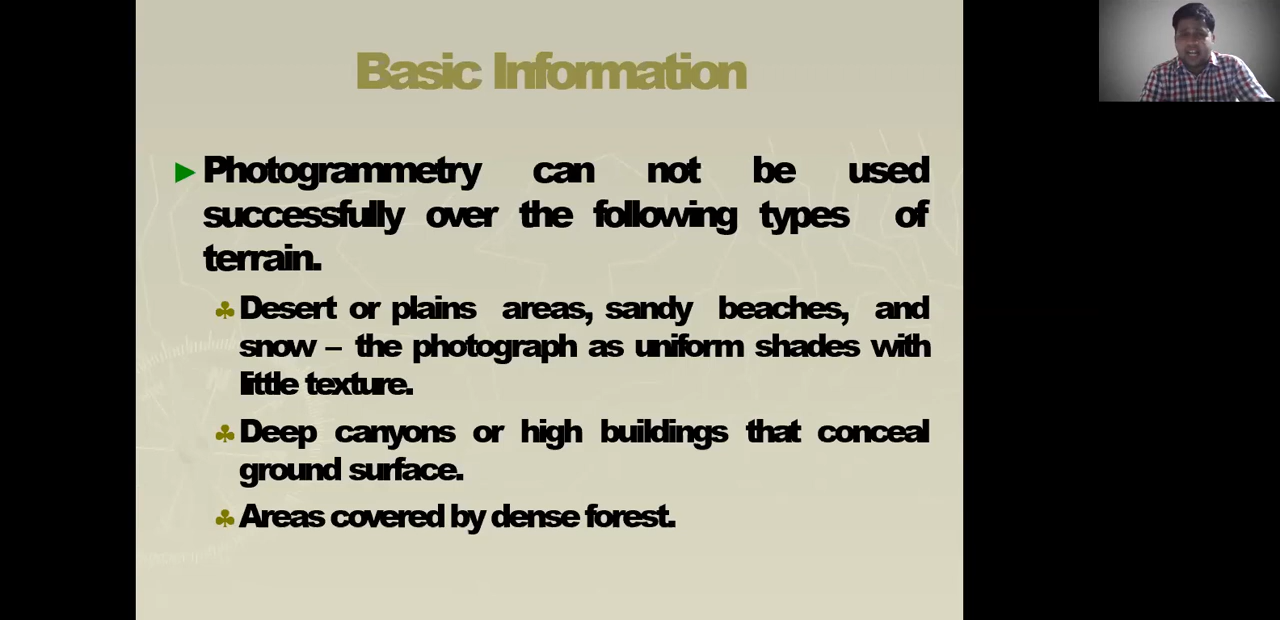 Basic Information
Photogrammetry can not be used
successfully over the following types of
terrain.
Desert or plains areas, sandy beaches, and
snow – the photograph as uniform shades with
little texture.
Deep canyons or high buildings that conceal
ground surface.
Areas covered by dense forest.